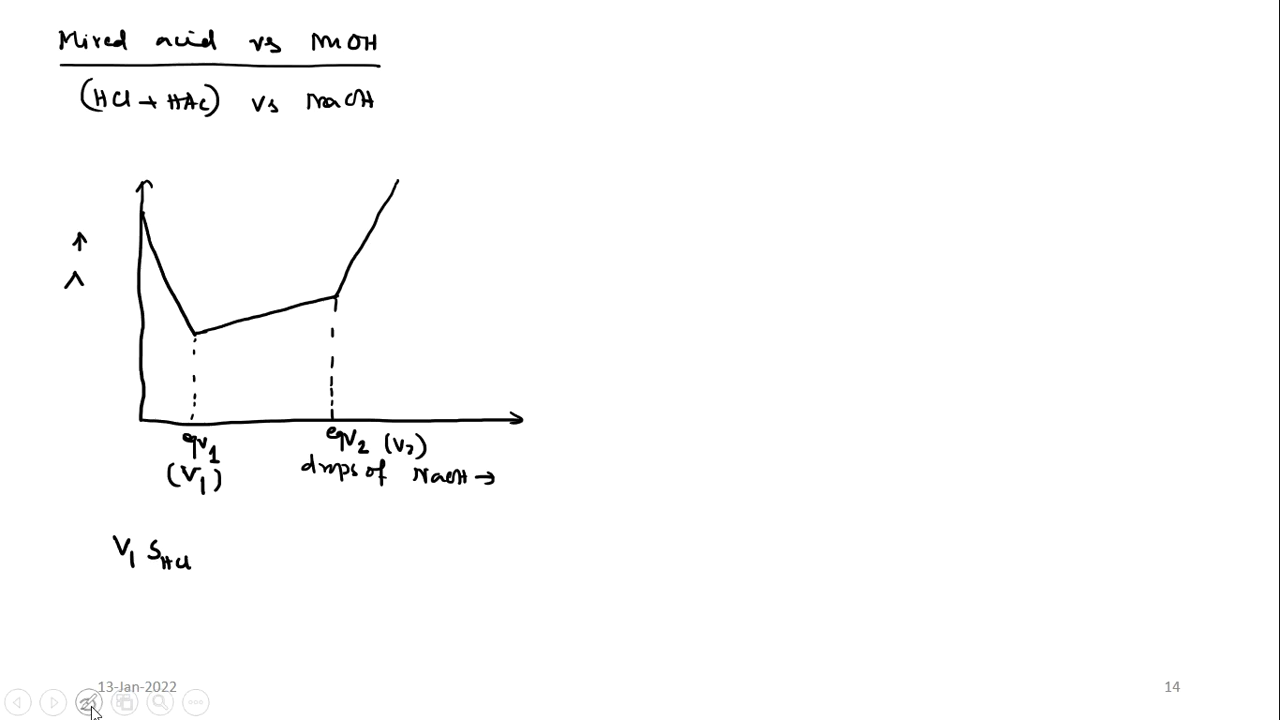 Mixed acid vs NaOH
(HCl + HAc) vs NaOH
↑
Λ
eqv1 eqv2 (V2)
(V1) drops of NaOH →
V1 SHCl
13-Jan-2022 14